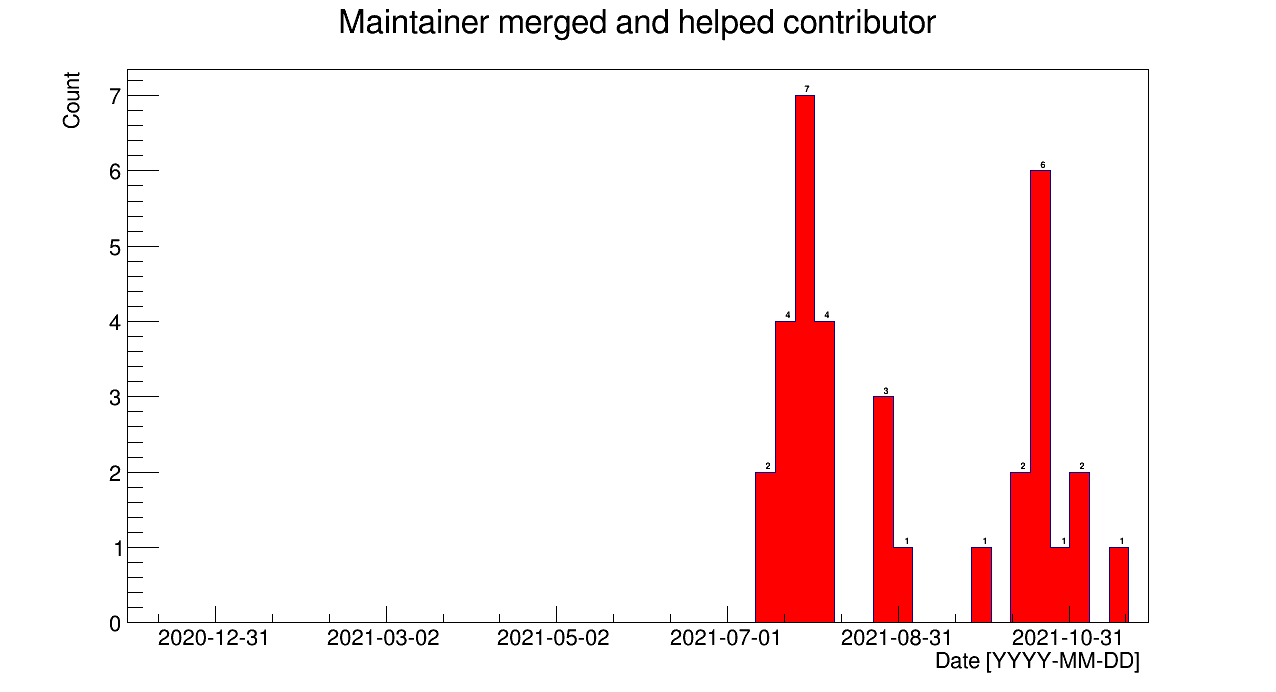 Maintainer merged and helped contributor
Count
7
6
5
4
3
2
1
0
2 4 7 4 3 1 1 2 6 1 2 1
2020-12-31 2021-03-02 2021-05-02 2021-07-01 2021-08-31 2021-10-31
Date [YYYY-MM-DD]